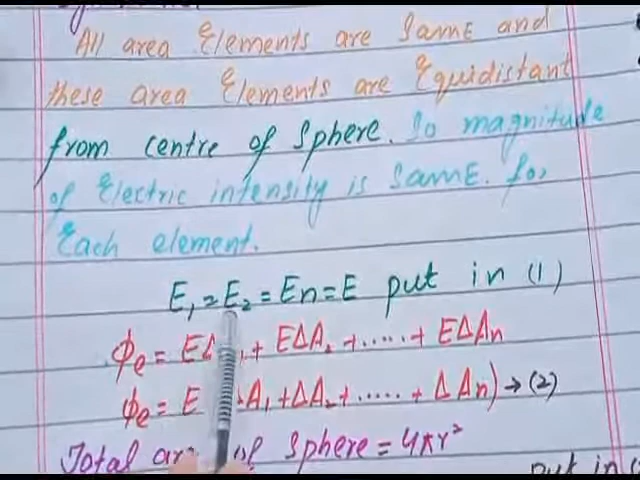 All area Elements are Same and
these area Elements are Equidistant
from centre of Sphere. So magnitude
of Electric intensity is Same. for
Each element.
E₁ = E₂ = En = E put in (1)
ϕe = E + EΔA₂ + ..... + EΔAn
ϕe = E A₁ + ΔA₂ + ..... + ΔAn) → (2)
Total of Sphere = 4πr²
put in